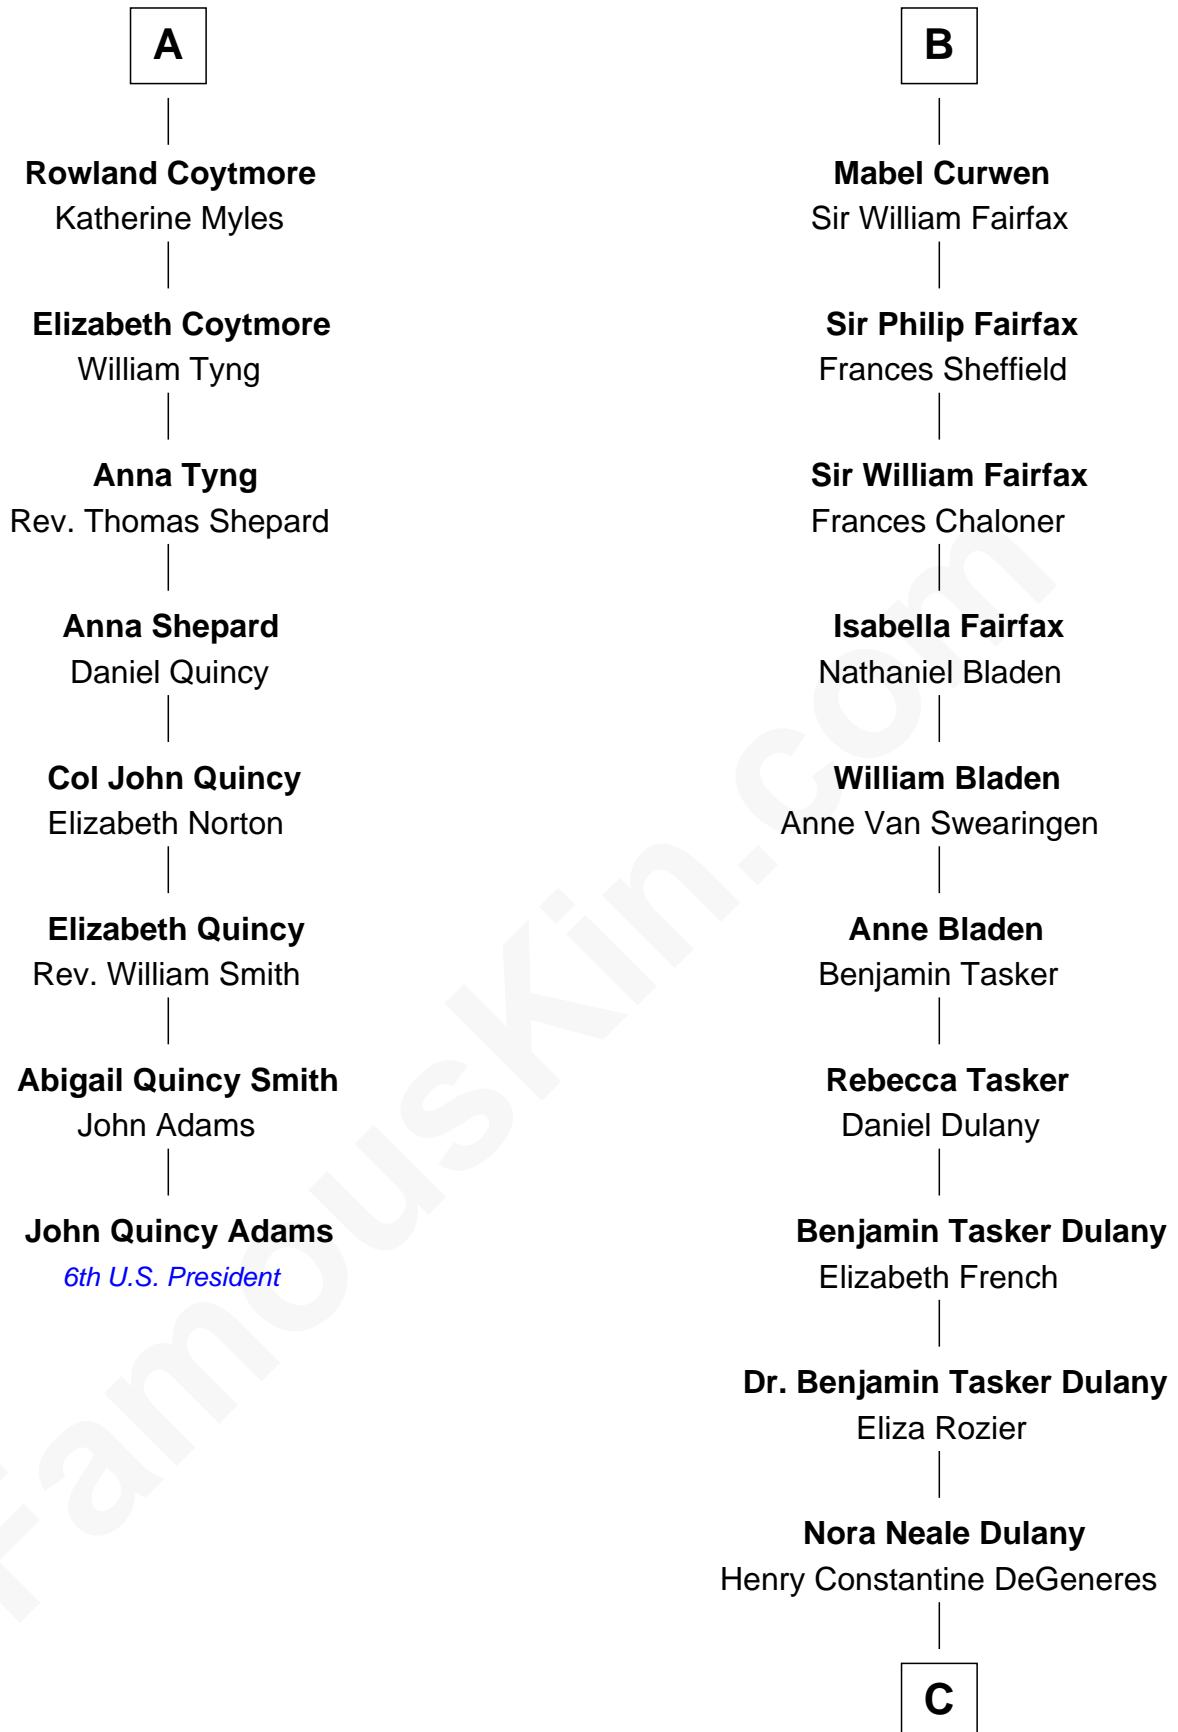 A
Rowland Coytmore
Katherine Myles
Elizabeth Coytmore
William Tyng
Anna Tyng
Rev. Thomas Shepard
Anna Shepard
Daniel Quincy
Col John Quincy
Elizabeth Norton
Elizabeth Quincy
Rev. William Smith
Abigail Quincy Smith
John Adams
John Quincy Adams
6th U.S. President
B
Mabel Curwen
Sir William Fairfax
Sir Philip Fairfax
Frances Sheffield
Sir William Fairfax
Frances Chaloner
Isabella Fairfax
Nathaniel Bladen
William Bladen
Anne Van Swearingen
Anne Bladen
Benjamin Tasker
Rebecca Tasker
Daniel Dulany
Benjamin Tasker Dulany
Elizabeth French
Dr. Benjamin Tasker Dulany
Eliza Rozier
Nora Neale Dulany
Henry Constantine DeGeneres
C
FamousKin.com